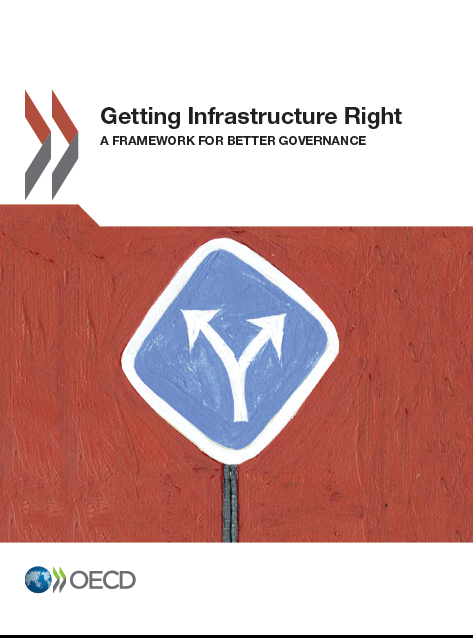 Getting Infrastructure Right
A FRAMEWORK FOR BETTER GOVERNANCE
OECD